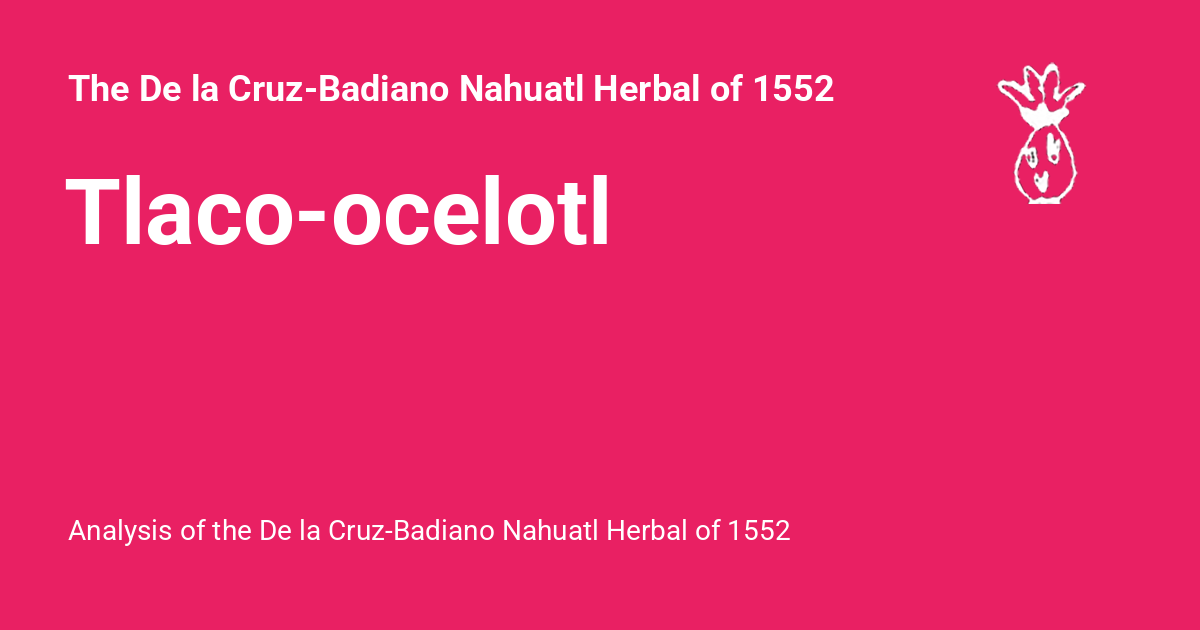 The De la Cruz-Badiano Nahuatl Herbal of 1552
Tlaco-ocelotl
Analysis of the De la Cruz-Badiano Nahuatl Herbal of 1552